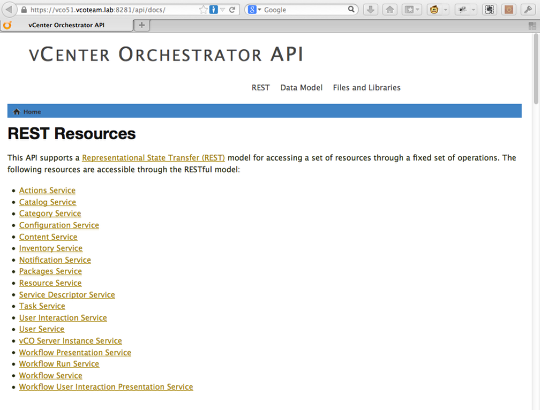 https://vco51.vcoteam.lab:8281/api/docs/
Google
vCenter Orchestrator API
vCenter Orchestrator API
REST Data Model Files and Libraries
Home
REST Resources
This API supports a Representational State Transfer (REST) model for accessing a set of resources through a fixed set of operations. The
following resources are accessible through the RESTful model:
Actions Service
Catalog Service
Category Service
Configuration Service
Content Service
Inventory Service
Notification Service
Packages Service
Resource Service
Service Descriptor Service
Task Service
User Interaction Service
User Service
vCO Server Instance Service
Workflow Presentation Service
Workflow Run Service
Workflow Service
Workflow User Interaction Presentation Service